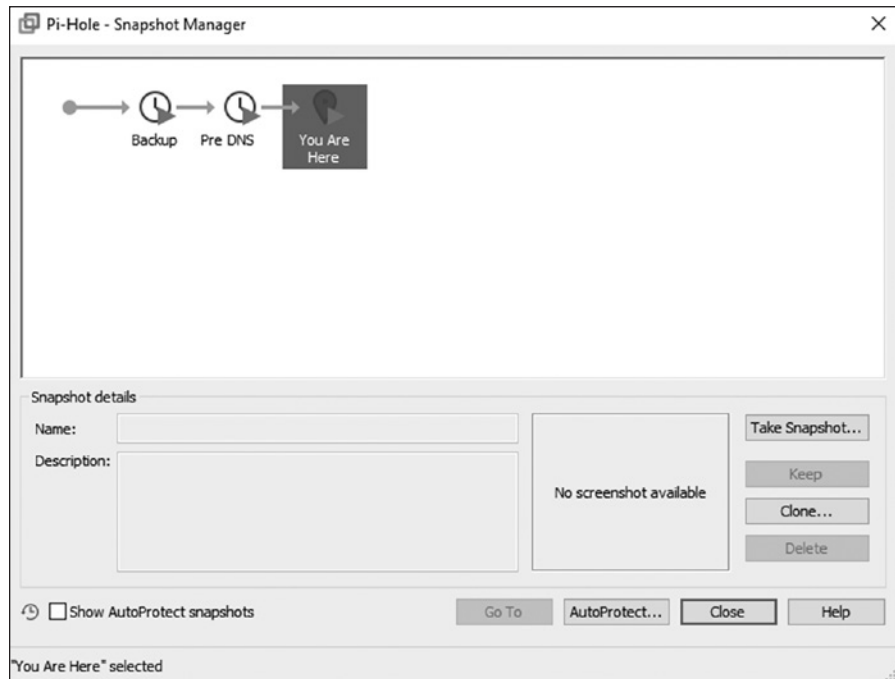 Pi-Hole - Snapshot Manager
Backup
Pre DNS
You Are
Here
Snapshot details
Name:
Description:
No screenshot available
Take Snapshot...
Keep
Clone...
Delete
Show AutoProtect snapshots
Go To
AutoProtect...
Close
Help
"You Are Here" selected